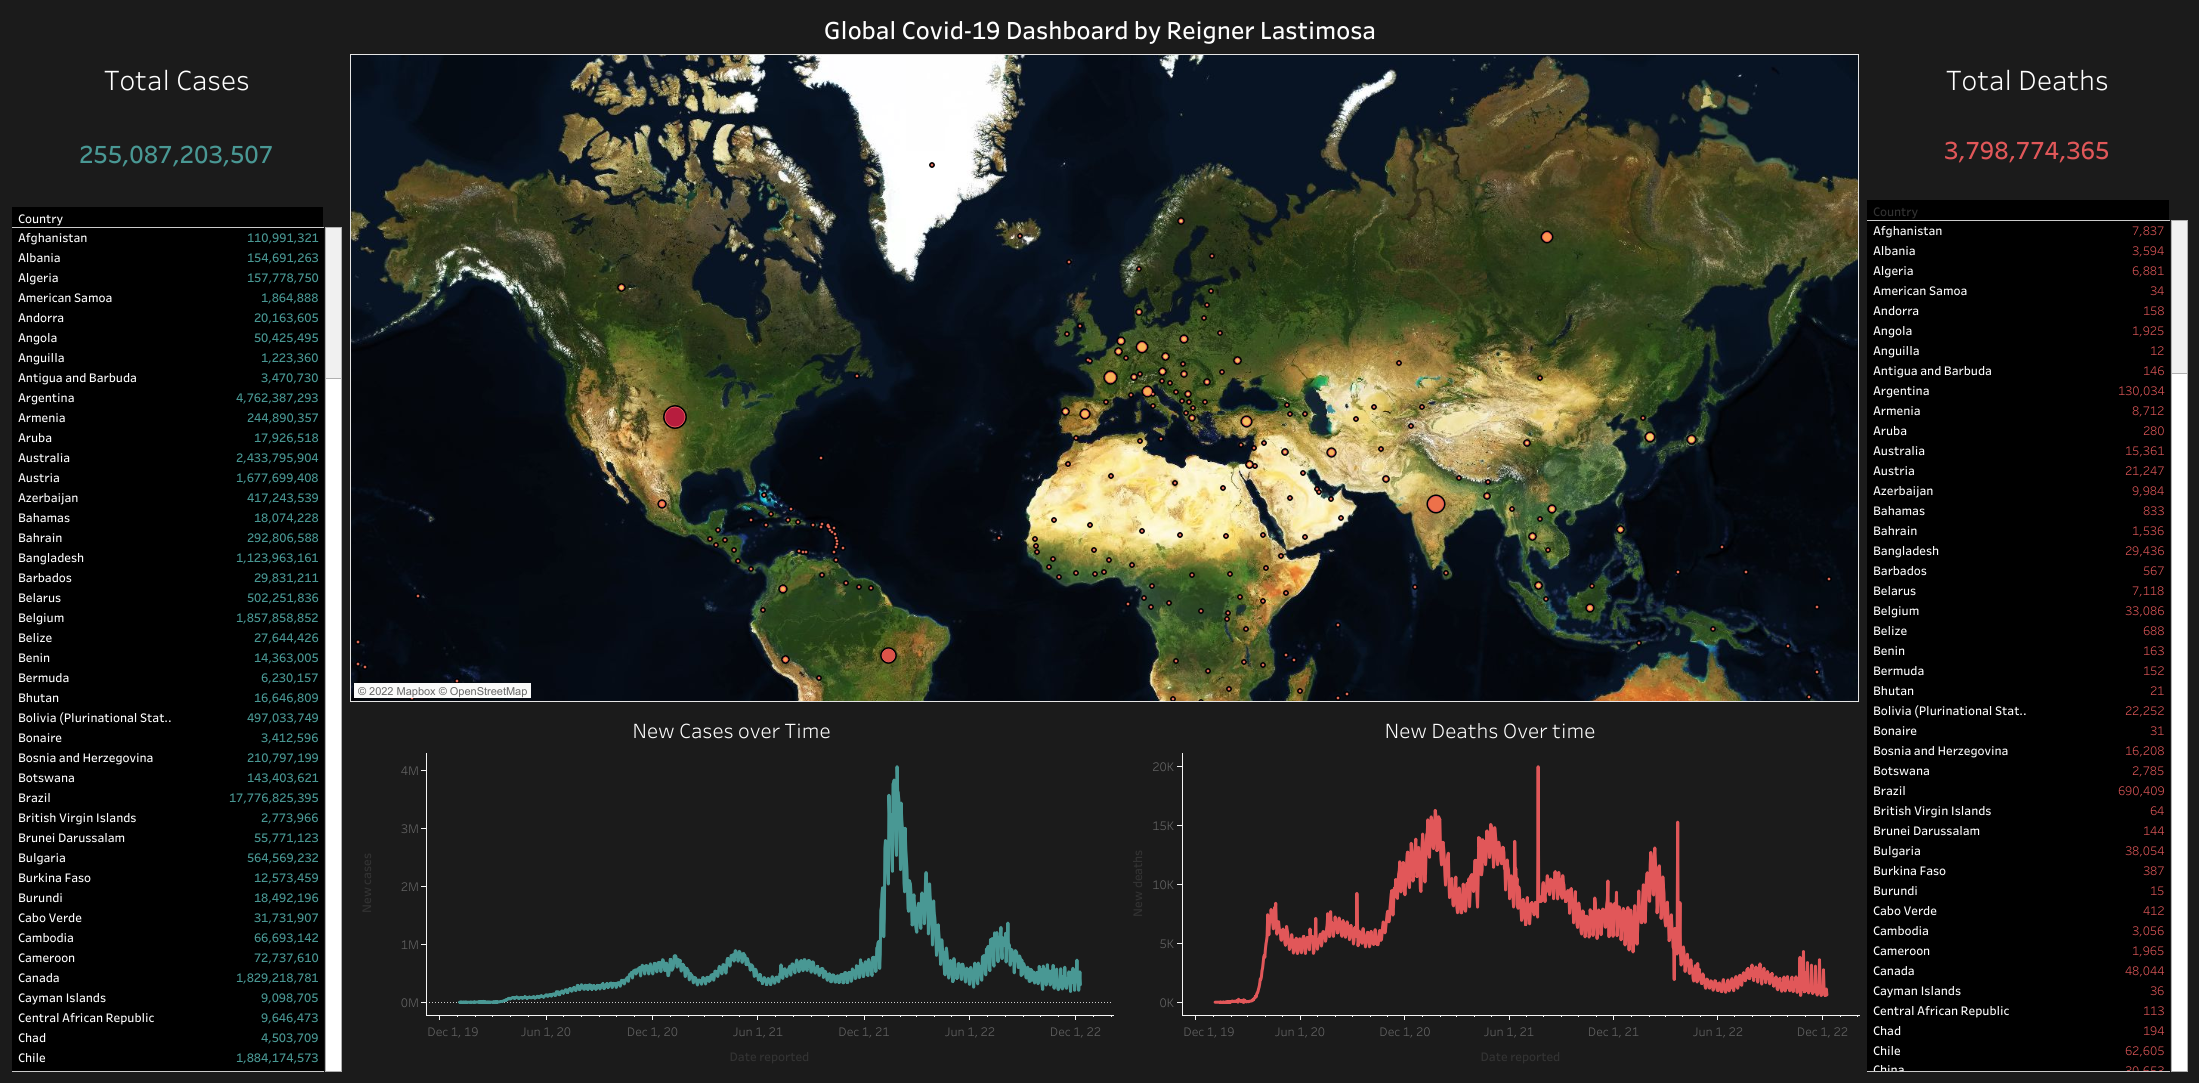 Global Covid-19 Dashboard by Reigner Lastimosa
Total Cases
255,087,203,507
Country
Afghanistan 110,991,321
Albania 154,691,263
Algeria 157,778,750
American Samoa 1,864,888
Andorra 20,163,605
Angola 50,425,495
Anguilla 1,223,360
Antigua and Barbuda 3,470,730
Argentina 4,762,387,293
Armenia 244,890,357
Aruba 17,926,518
Australia 2,433,795,904
Austria 1,677,699,408
Azerbaijan 417,243,539
Bahamas 18,074,228
Bahrain 292,806,588
Bangladesh 1,123,963,161
Barbados 29,831,211
Belarus 502,251,836
Belgium 1,857,858,852
Belize 27,644,426
Benin 14,363,005
Bermuda 6,230,157
Bhutan 16,646,809
Bolivia (Plurinational Stat.. 497,033,749
Bonaire 3,412,596
Bosnia and Herzegovina 210,797,199
Botswana 143,403,621
Brazil 17,776,825,395
British Virgin Islands 2,773,966
Brunei Darussalam 55,771,123
Bulgaria 564,569,232
Burkina Faso 12,573,459
Burundi 18,492,196
Cabo Verde 31,731,907
Cambodia 66,693,142
Cameroon 72,737,610
Canada 1,829,218,781
Cayman Islands 9,098,705
Central African Republic 9,646,473
Chad 4,503,709
Chile 1,884,174,573
© 2022 Mapbox © OpenStreetMap
New Cases over Time
4M
3M
2M
1M
0M
New cases
Dec 1, 19 Jun 1, 20 Dec 1, 20 Jun 1, 21 Dec 1, 21 Jun 1, 22 Dec 1, 22
Date reported
New Deaths Over time
20K
15K
10K
5K
0K
New deaths
Dec 1, 19 Jun 1, 20 Dec 1, 20 Jun 1, 21 Dec 1, 21 Jun 1, 22 Dec 1, 22
Date reported
Total Deaths
3,798,774,365
Country
Afghanistan 7,837
Albania 3,594
Algeria 6,881
American Samoa 34
Andorra 158
Angola 1,925
Anguilla 12
Antigua and Barbuda 146
Argentina 130,034
Armenia 8,712
Aruba 280
Australia 15,361
Austria 21,247
Azerbaijan 9,984
Bahamas 833
Bahrain 1,536
Bangladesh 29,436
Barbados 567
Belarus 7,118
Belgium 33,086
Belize 688
Benin 163
Bermuda 152
Bhutan 21
Bolivia (Plurinational Stat.. 22,252
Bonaire 31
Bosnia and Herzegovina 16,208
Botswana 2,785
Brazil 690,409
British Virgin Islands 64
Brunei Darussalam 144
Bulgaria 38,054
Burkina Faso 387
Burundi 15
Cabo Verde 412
Cambodia 3,056
Cameroon 1,965
Canada 48,044
Cayman Islands 36
Central African Republic 113
Chad 194
Chile 62,605
China